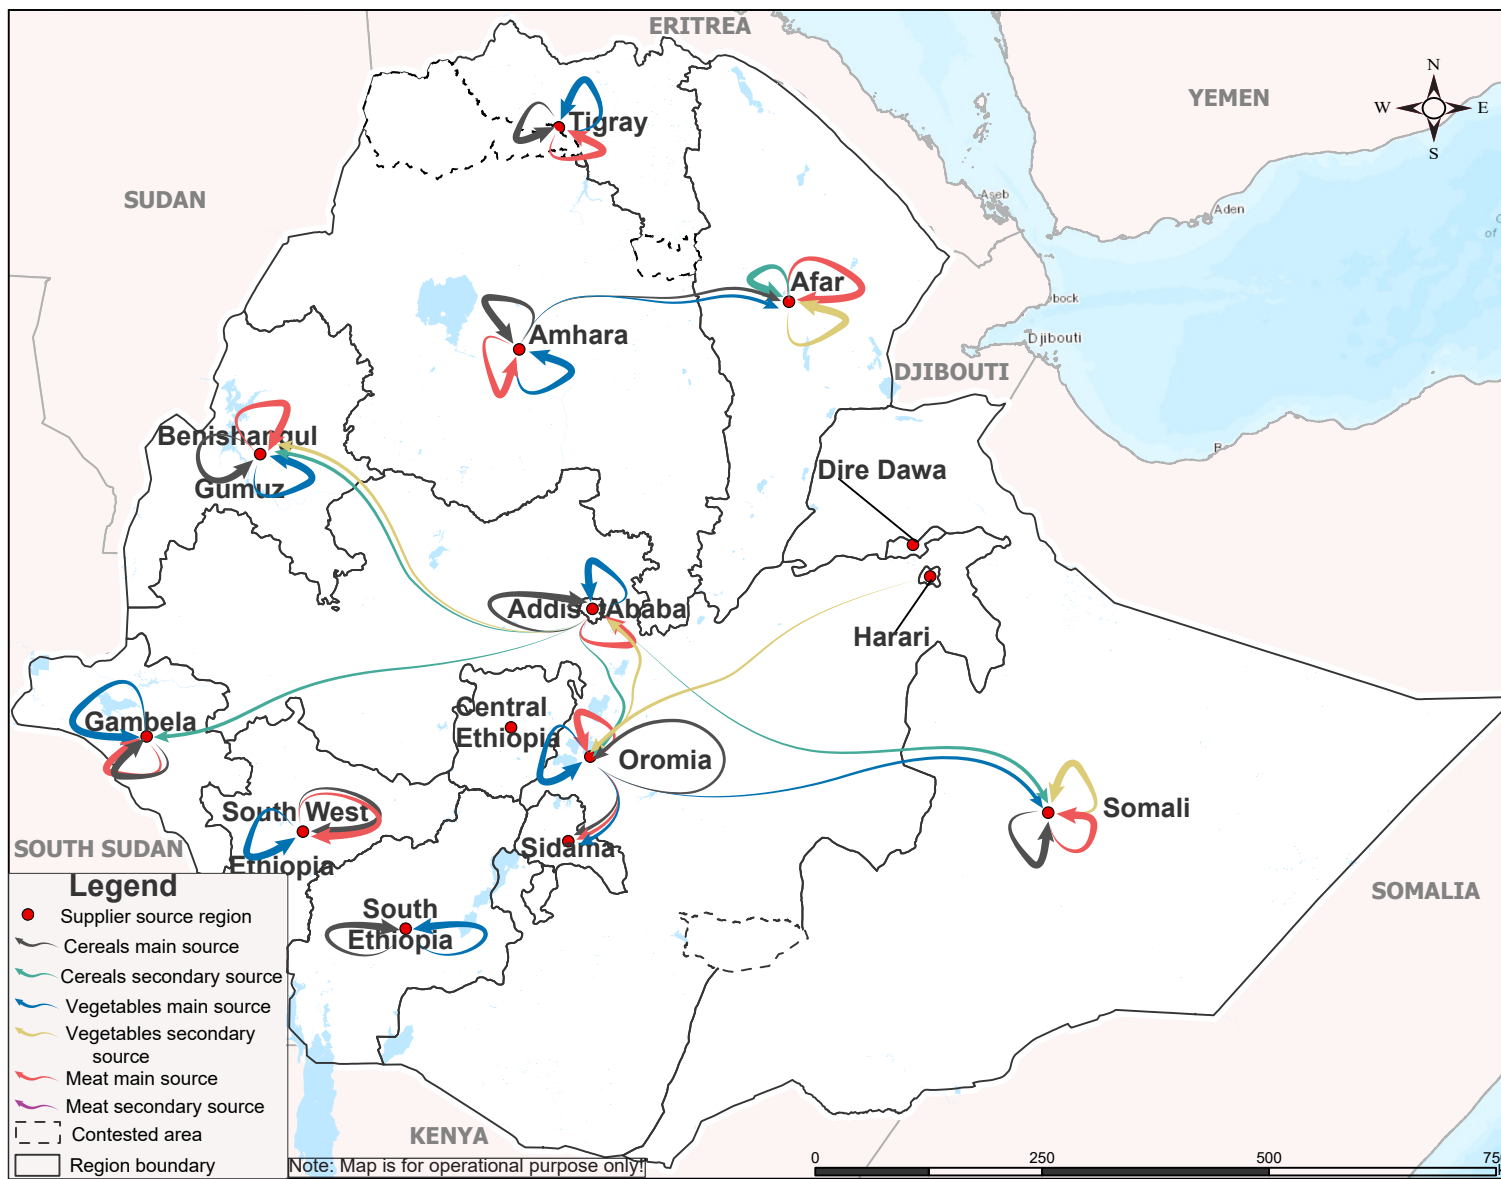 ERITREA
YEMEN
N
W E
S
Tigray
SUDAN
Aseb
Aden
of
Afar
bock
Amhara
Djibouti
DJIBOUTI
Benishangul
Gumuz
Dire Dawa
Addis Ababa
Harari
Central
Ethiopia
Gambela
Oromia
South West
Ethiopia
Somali
Sidama
SOUTH SUDAN
SOMALIA
South
Ethiopia
Legend
Supplier source region
Cereals main source
Cereals secondary source
Vegetables main source
Vegetables secondary
source
Meat main source
Meat secondary source
Contested area
Region boundary
KENYA
Note: Map is for operational purpose only!
0 250 500 750